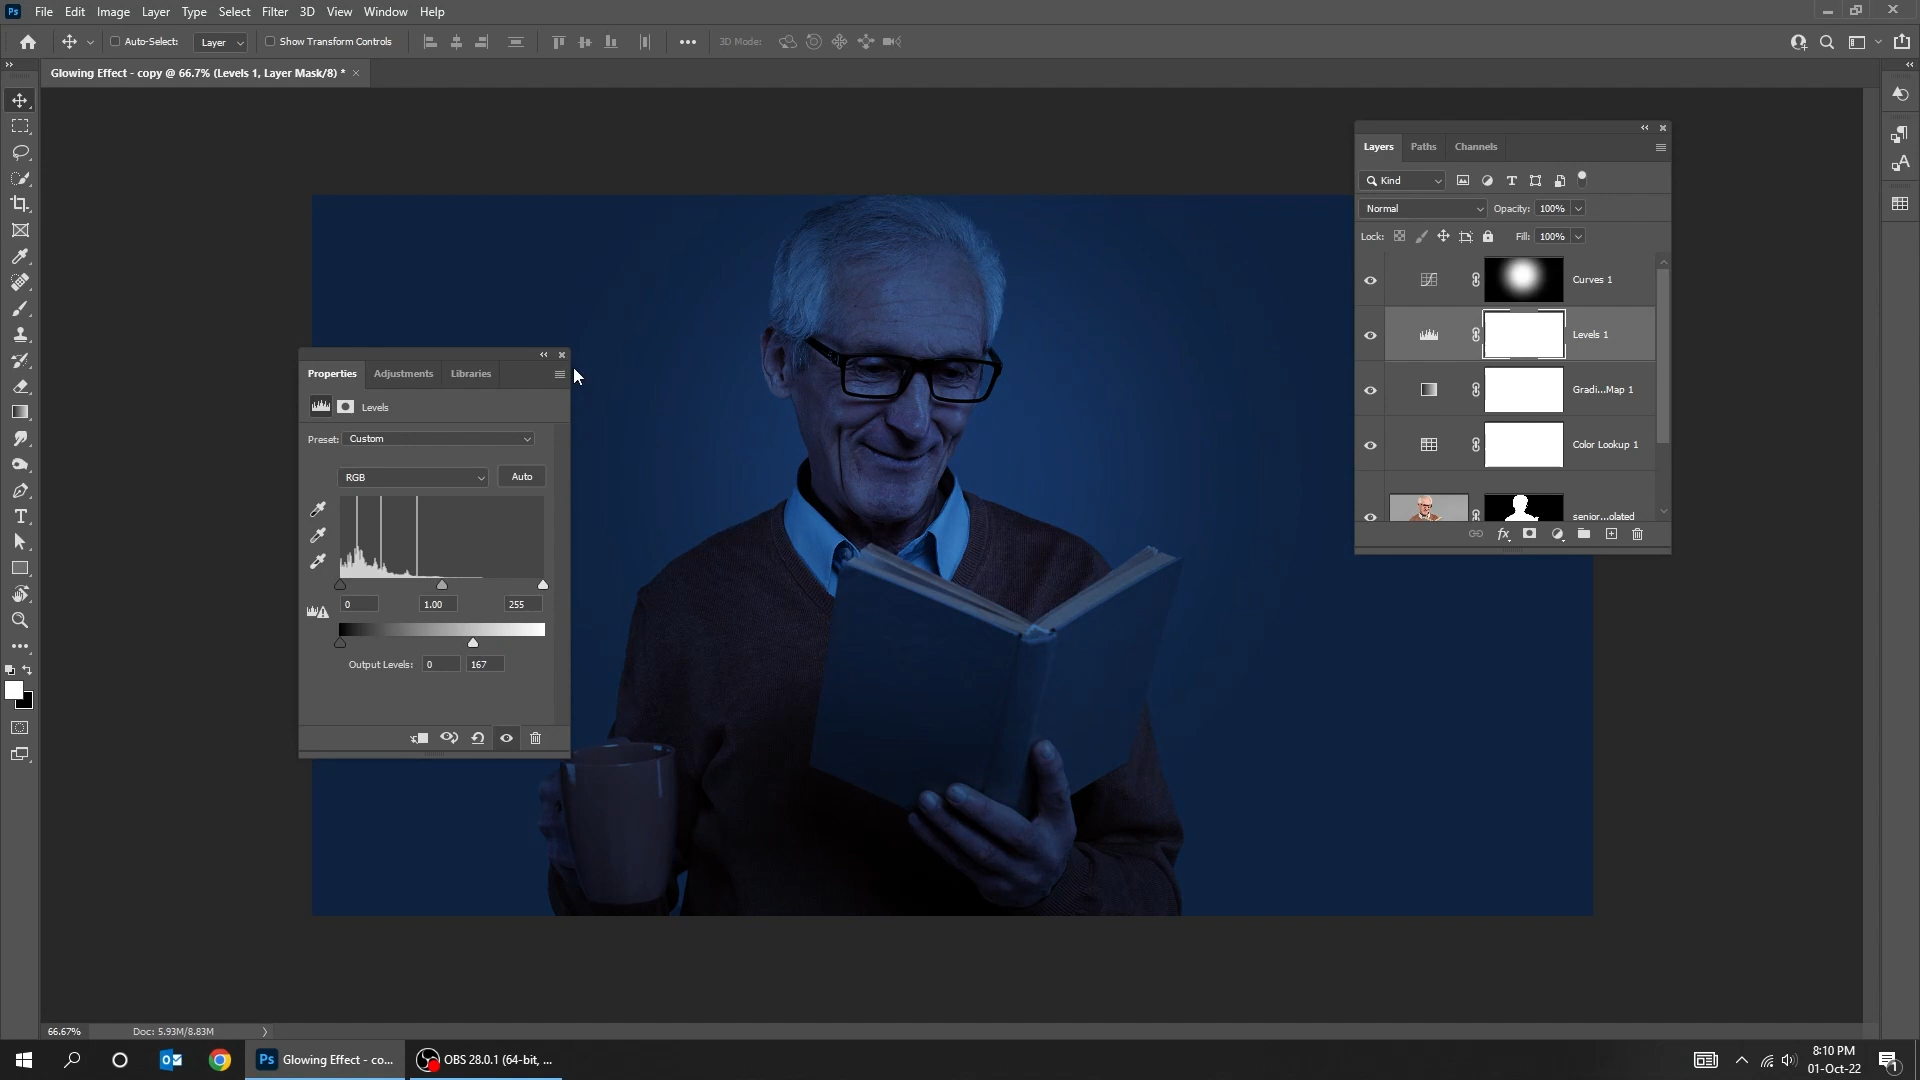 Ps File Edit Image Layer Type Select Filter 3D View Window Help
Auto-Select: Layer Show Transform Controls 3D Mode:
Glowing Effect - copy @ 66.7% (Levels 1, Layer Mask/8) *
Layers Paths Channels
Kind
Normal Opacity: 100%
Lock: Fill: 100%
Curves 1
Levels 1
Gradi...Map 1
Color Lookup 1
senior...olated
Properties Adjustments Libraries
Levels
Preset: Custom
RGB Auto
0 1.00 255
Output Levels: 0 167
66.67% Doc: 5.93M/8.83M
Ps Glowing Effect - co...
OBS 28.0.1 (64-bit, ...
8:10 PM
01-Oct-22
1